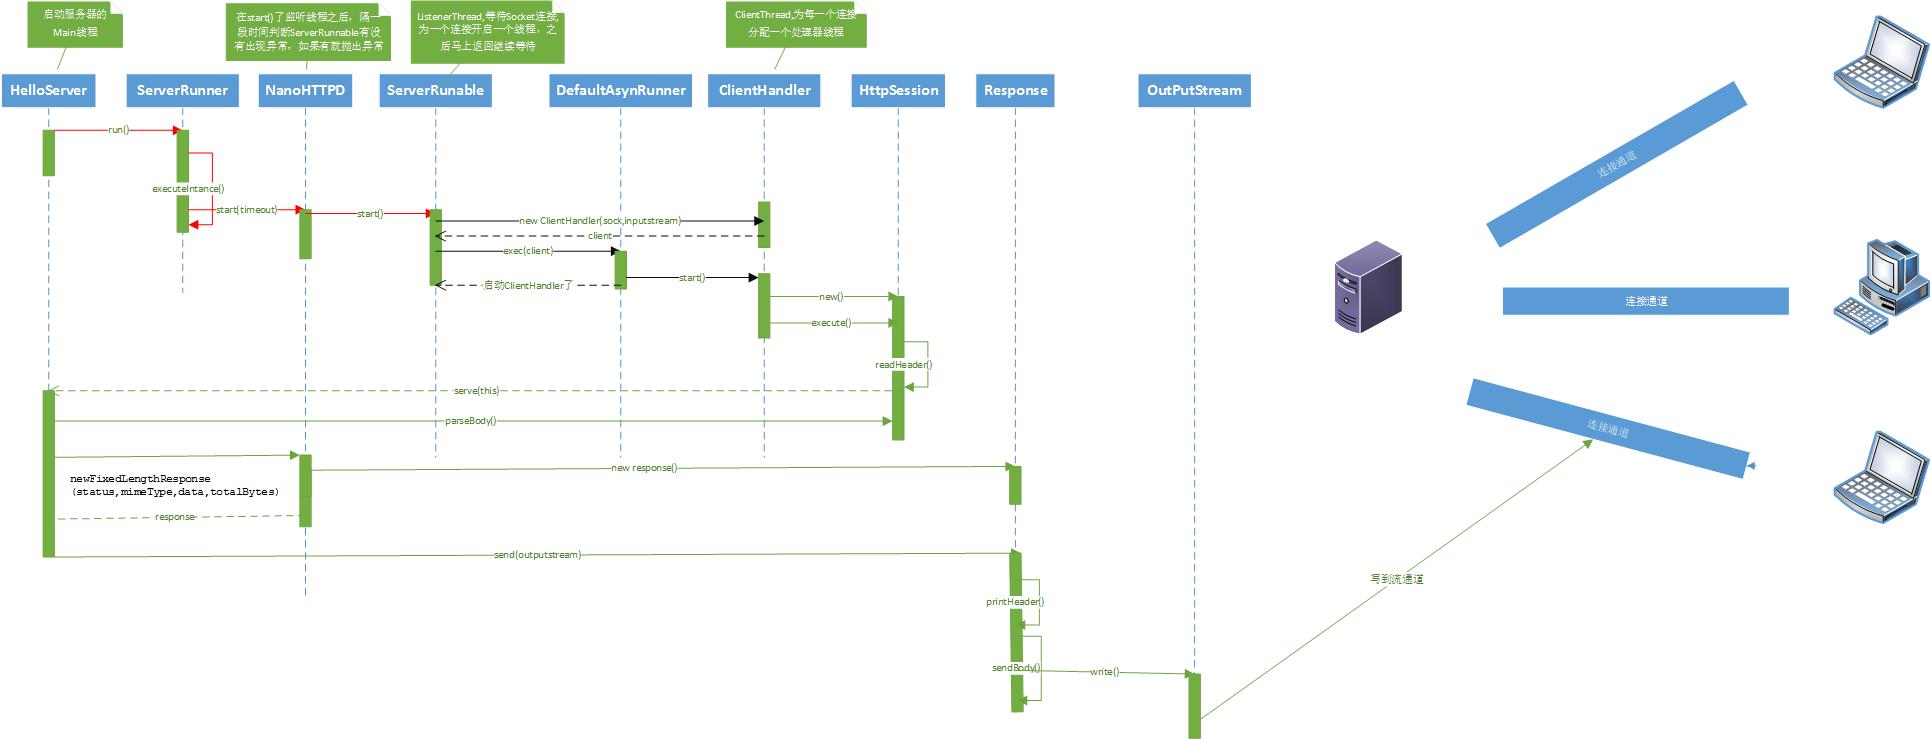 启动服务器的
Main线程
在start()了监听线程之后，隔一
段时间判断ServerRunnable有没
有出现异常，如果有就抛出异常
ListenerThread,等待Socket连接,
为一个连接开启一个线程，之
后马上返回继续等待
ClientThread,为每一个连接
分配一个处理器线程
HelloServer
ServerRunner
NanoHTTPD
ServerRunable
DefaultAsynRunner
ClientHandler
HttpSession
Response
OutPutStream
run()
executeIntance()
start(timeout)
start()
new ClientHandler(sock,inputstream)
client
exec(client)
start()
启动ClientHandler了
new()
execute()
readHeader()
serve(this)
parseBody()
new response()
newFixedLengthResponse
(status,mimeType,data,totalBytes)
response
send(outputstream)
printHeader()
sendBody()
write()
连接通道
连接通道
连接通道
写到流通道